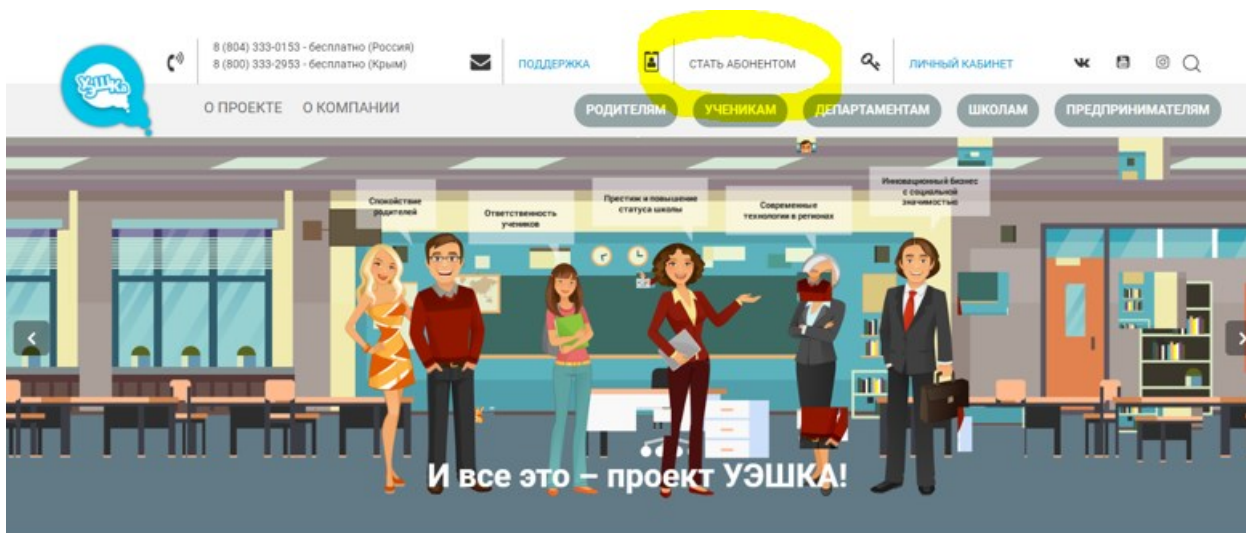 8 (804) 333-0153 - бесплатно (Россия)
8 (800) 333-2953 - бесплатно (Крым)
ПОДДЕРЖКА
СТАТЬ АБОНЕНТОМ
ЛИЧНЫЙ КАБИНЕТ
УЭШКа
О ПРОЕКТЕ О КОМПАНИИ
РОДИТЕЛЯМ
УЧЕНИКАМ
ДЕПАРТАМЕНТАМ
ШКОЛАМ
ПРЕДПРИНИМАТЕЛЯМ
Спокойствие
родителей
Ответственность
учеников
Престиж и повышение
статуса школы
Современные
технологии в регионах
Инновационный бизнес
с социальной
значимостью
И все это – проект УЭШКА!